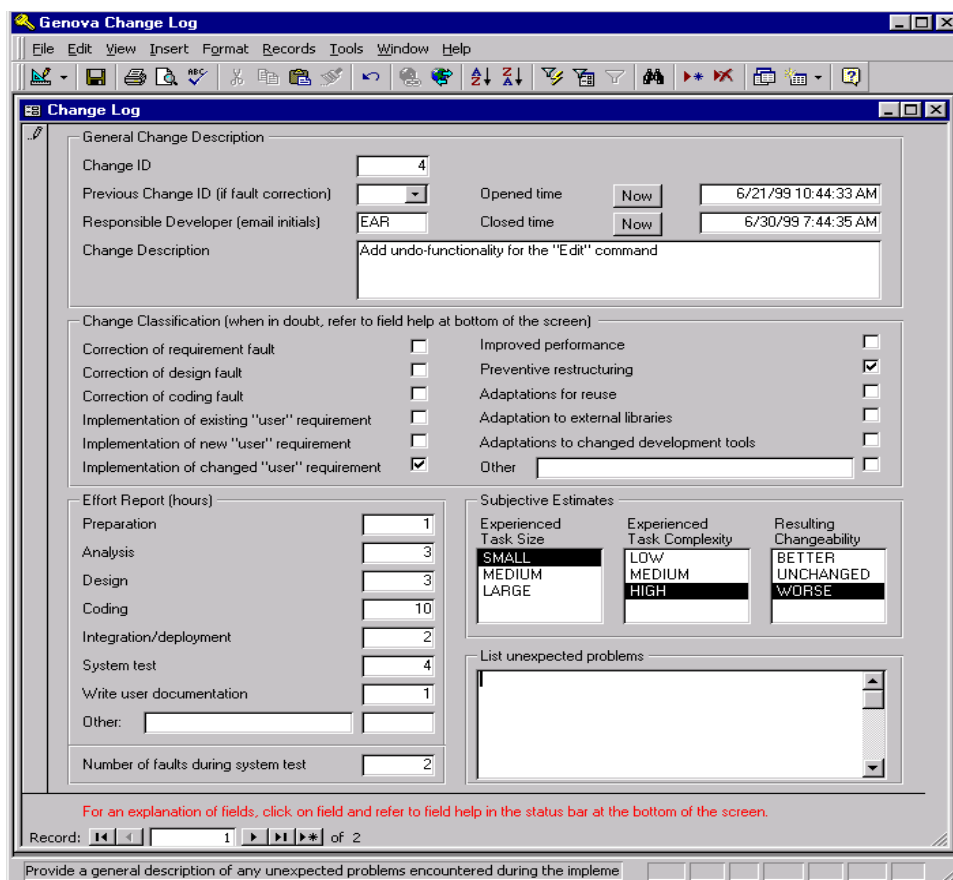 Genova Change Log
File Edit View Insert Format Records Tools Window Help
Change Log
General Change Description
Change ID 4
Previous Change ID (if fault correction) Opened time Now 6/21/99 10:44:33 AM
Responsible Developer (email initials) EAR Closed time Now 6/30/99 7:44:35 AM
Change Description Add undo-functionality for the "Edit" command
Change Classification (when in doubt, refer to field help at bottom of the screen)
Correction of requirement fault
Correction of design fault
Correction of coding fault
Implementation of existing "user" requirement
Implementation of new "user" requirement
Implementation of changed "user" requirement
Improved performance
Preventive restructuring
Adaptations for reuse
Adaptation to external libraries
Adaptations to changed development tools
Other
Effort Report (hours)
Preparation 1
Analysis 3
Design 3
Coding 10
Integration/deployment 2
System test 4
Write user documentation 1
Other:
Number of faults during system test 2
Subjective Estimates
Experienced
Task Size
SMALL
MEDIUM
LARGE
Experienced
Task Complexity
LOW
MEDIUM
HIGH
Resulting
Changeability
BETTER
UNCHANGED
WORSE
List unexpected problems
For an explanation of fields, click on field and refer to field help in the status bar at the bottom of the screen.
Record: 1 of 2
Provide a general description of any unexpected problems encountered during the impleme